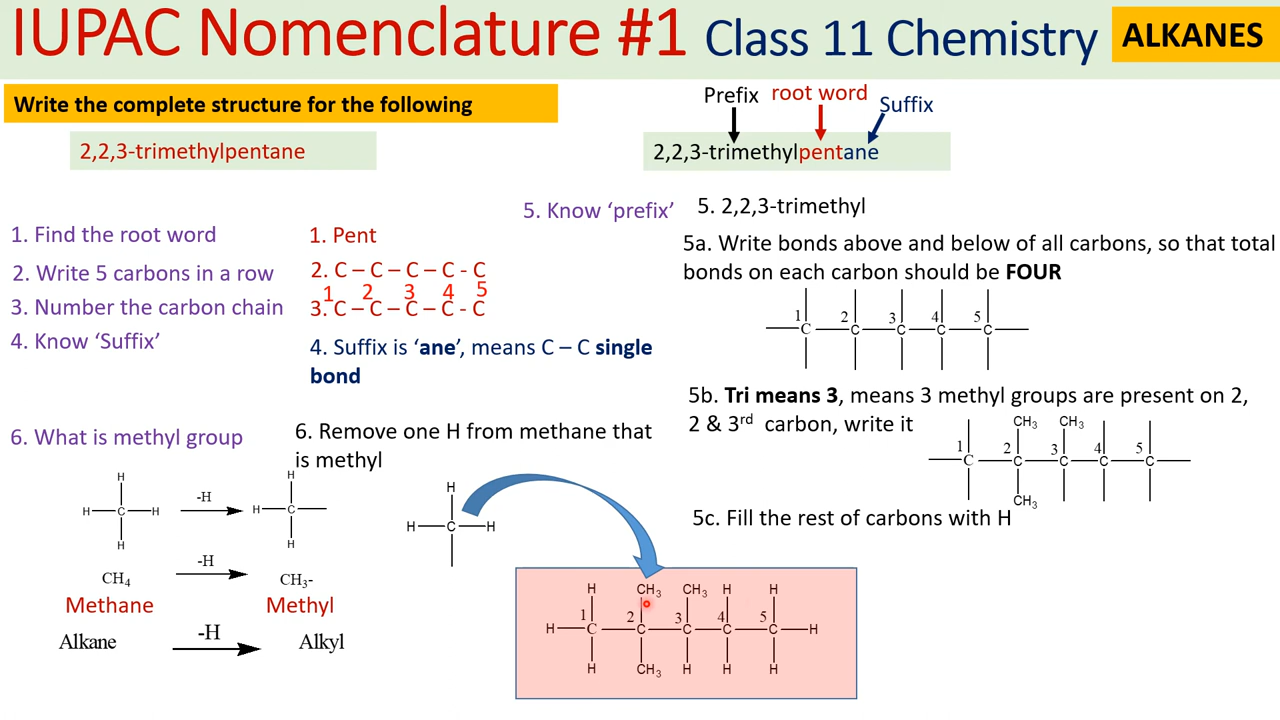 IUPAC Nomenclature #1 Class 11 Chemistry ALKANES
Write the complete structure for the following
Prefix root word Suffix
2,2,3-trimethylpentane
2,2,3-trimethylpentane
1. Find the root word
2. Write 5 carbons in a row
3. Number the carbon chain
4. Know ‘Suffix’
1. Pent
2. C – C – C – C - C
1 2 3 4 5
3. C – C – C – C - C
4. Suffix is ‘ane’, means C – C single
bond
5. Know ‘prefix’
5. 2,2,3-trimethyl
5a. Write bonds above and below of all carbons, so that total
bonds on each carbon should be FOUR
1 2 3 4 5
C C C C C
5b. Tri means 3, means 3 methyl groups are present on 2,
2 & 3rd carbon, write it
CH3 CH3
1 2 3 4 5
C C C C C
CH3
5c. Fill the rest of carbons with H
6. What is methyl group
H H
H C H -H H C
H H
CH4 -H CH3-
Methane Methyl
Alkane -H Alkyl
6. Remove one H from methane that
is methyl
H
H C H
H CH3 CH3 H H
1 2 3 4 5
H C C C C C H
H CH3 H H H